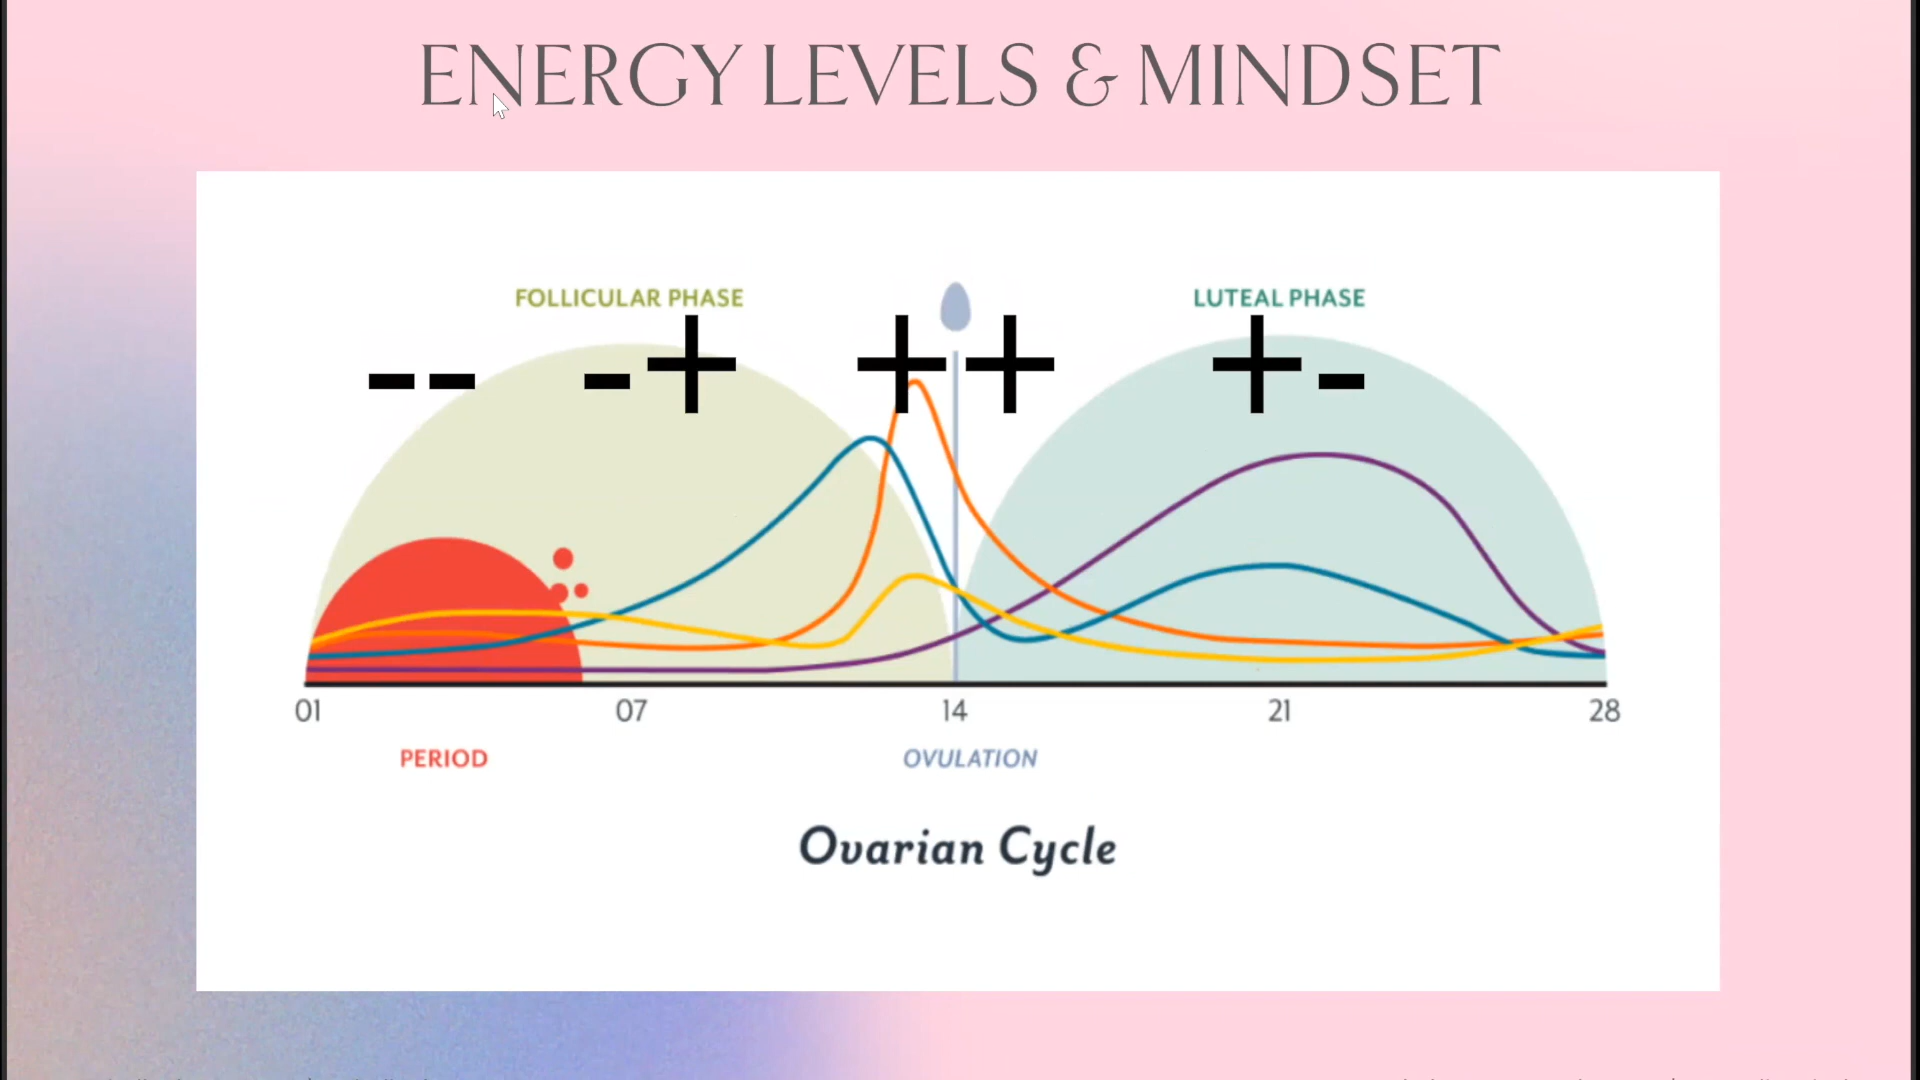 ENERGY LEVELS & MINDSET
FOLLICULAR PHASE
LUTEAL PHASE
-- -+ ++ +-
01 07 14 21 28
PERIOD
OVULATION
Ovarian Cycle